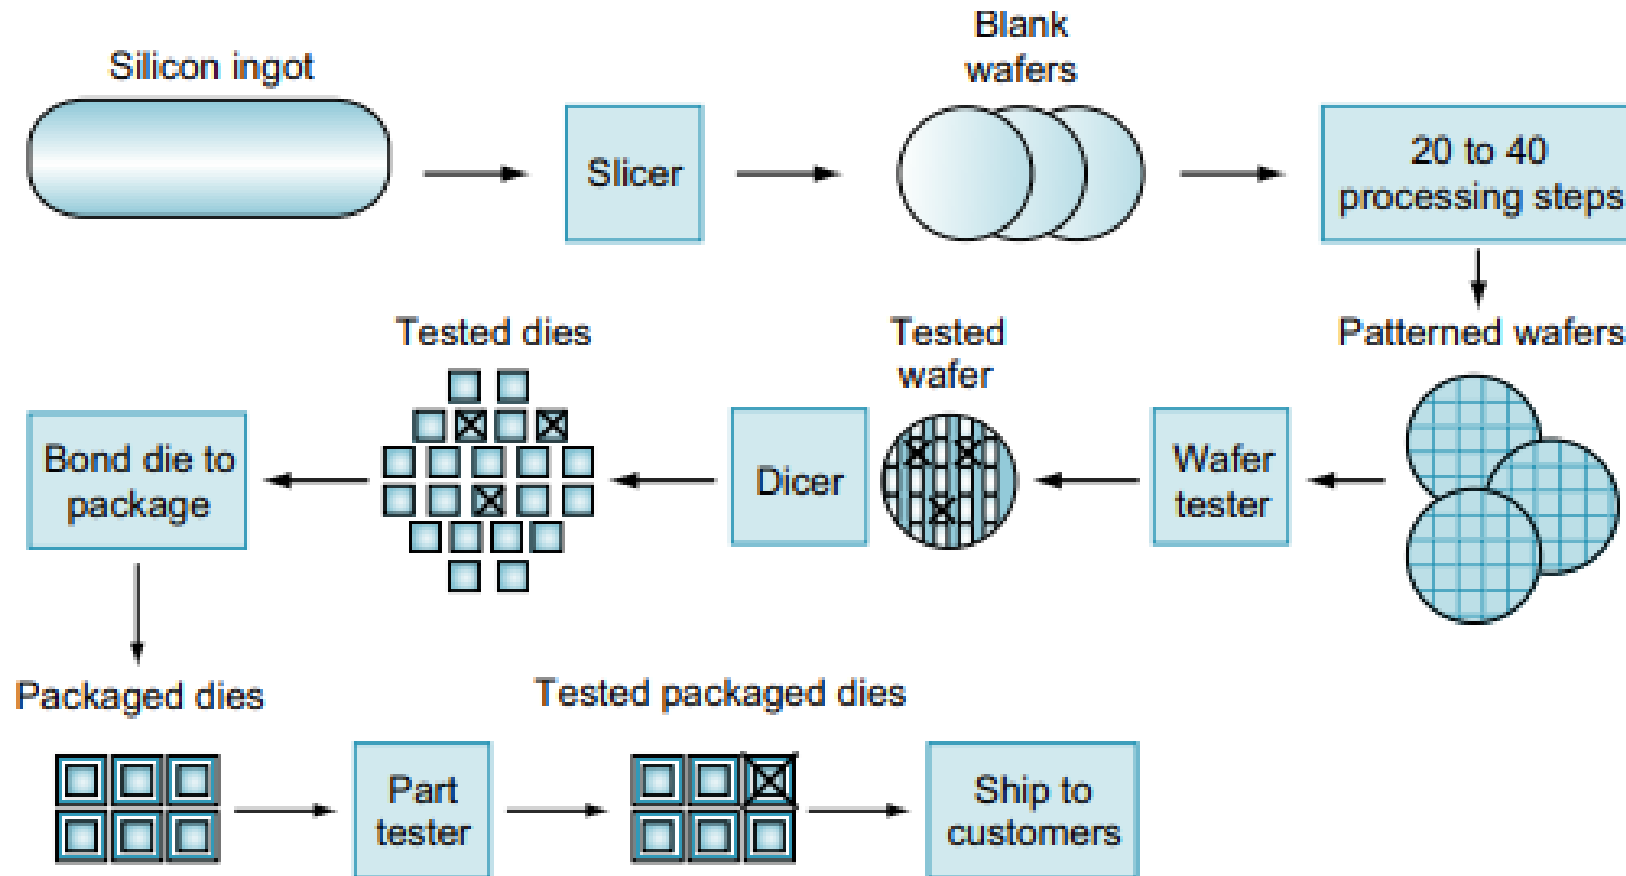 Silicon ingot
Slicer
Blank
wafers
20 to 40
processing steps
Tested dies
Tested
wafer
Patterned wafers
Bond die to
package
Dicer
Wafer
tester
Packaged dies
Tested packaged dies
Part
tester
Ship to
customers